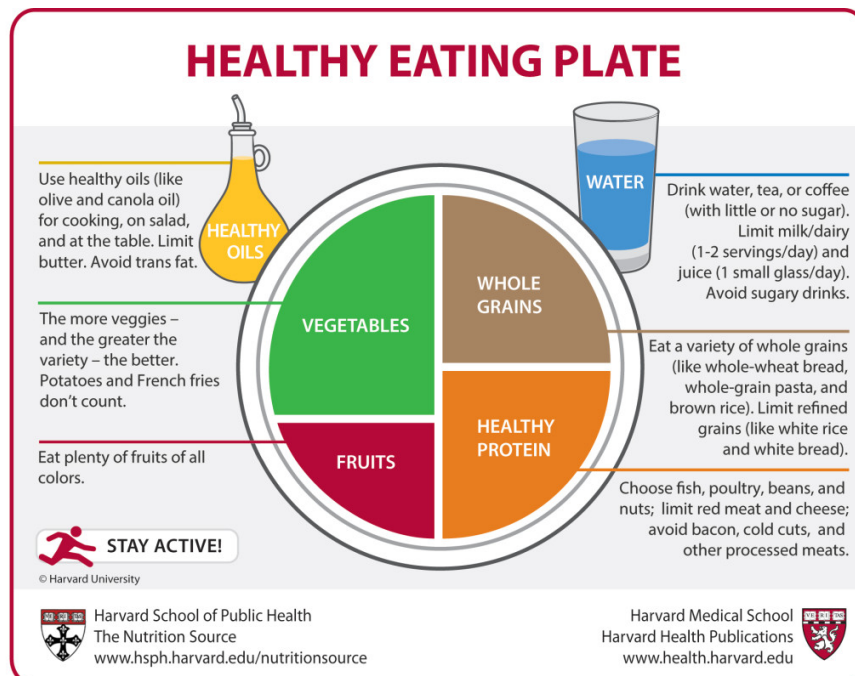 HEALTHY EATING PLATE
Use healthy oils (like
olive and canola oil)
for cooking, on salad,
and at the table. Limit
butter. Avoid trans fat.
HEALTHY
OILS
WATER
Drink water, tea, or coffee
(with little or no sugar).
Limit milk/dairy
(1-2 servings/day) and
juice (1 small glass/day).
Avoid sugary drinks.
The more veggies –
and the greater the
variety – the better.
Potatoes and French fries
don’t count.
VEGETABLES
WHOLE
GRAINS
Eat a variety of whole grains
(like whole-wheat bread,
whole-grain pasta, and
brown rice). Limit refined
grains (like white rice
and white bread).
Eat plenty of fruits of all
colors.
FRUITS
HEALTHY
PROTEIN
Choose fish, poultry, beans, and
nuts; limit red meat and cheese;
avoid bacon, cold cuts, and
other processed meats.
STAY ACTIVE!
© Harvard University
Harvard School of Public Health
The Nutrition Source
www.hsph.harvard.edu/nutritionsource
Harvard Medical School
Harvard Health Publications
www.health.harvard.edu
VE RI TAS